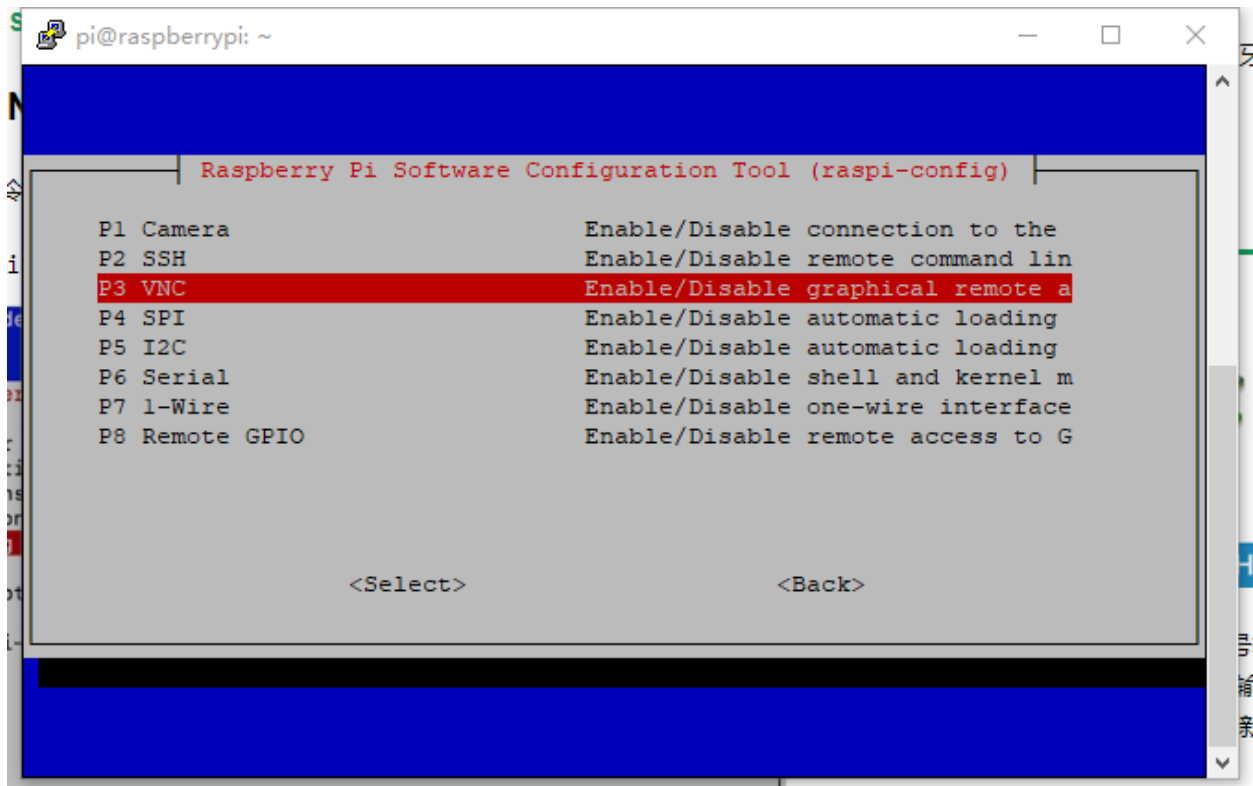 pi@raspberrypi: ~
Raspberry Pi Software Configuration Tool (raspi-config)
P1 Camera Enable/Disable connection to the
P2 SSH Enable/Disable remote command lin
P3 VNC Enable/Disable graphical remote a
P4 SPI Enable/Disable automatic loading
P5 I2C Enable/Disable automatic loading
P6 Serial Enable/Disable shell and kernel m
P7 1-Wire Enable/Disable one-wire interface
P8 Remote GPIO Enable/Disable remote access to G
<Select> <Back>